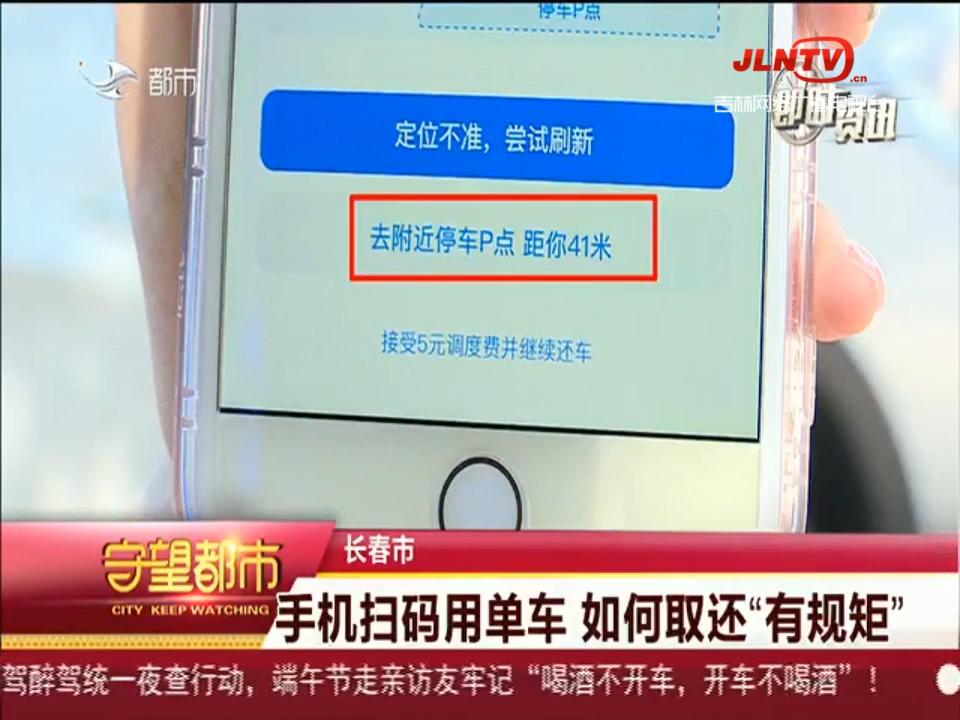 停车P点
JLNTV
.cn
都市
吉林网络广播电视台
即时资讯
定位不准，尝试刷新
去附近停车P点 距你41米
接受5元调度费并继续还车
守望都市
CITY KEEP WATCHING
长春市
手机扫码用单车 如何取还“有规矩”
驾醉驾统一夜查行动，端午节走亲访友牢记“喝酒不开车，开车不喝酒”！